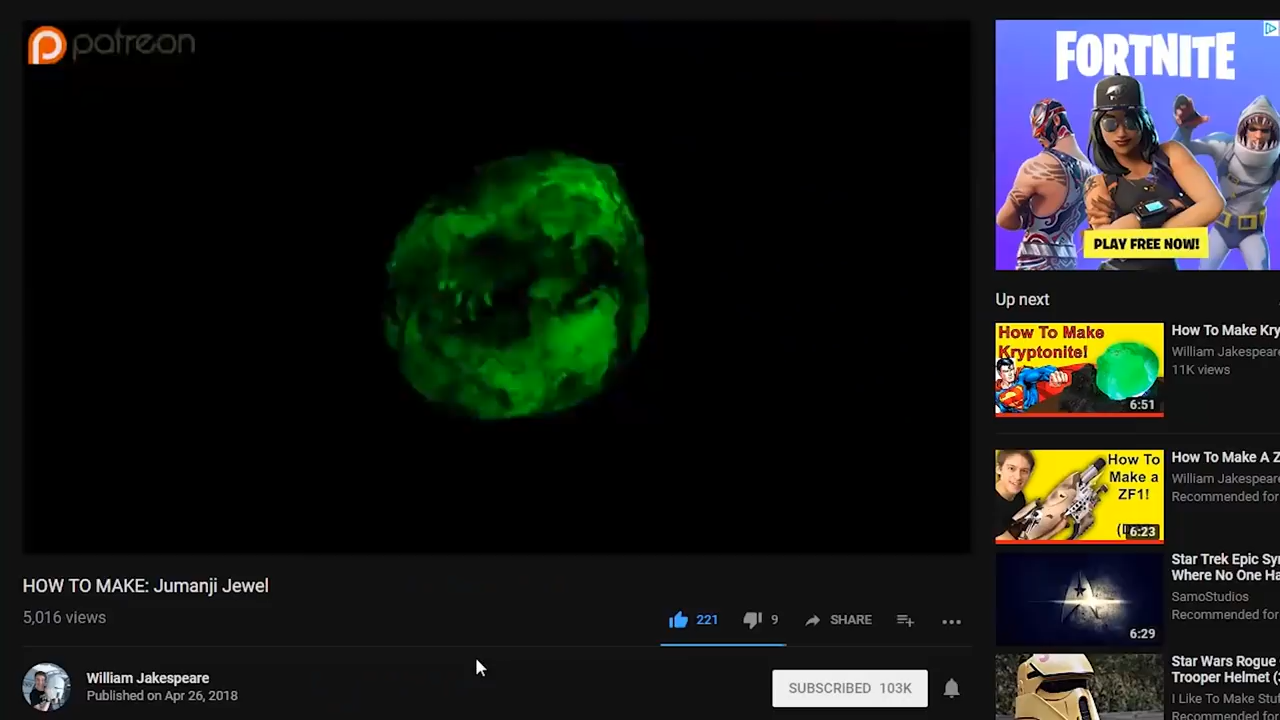 patreon
FORTNITE
PLAY FREE NOW!
Up next
How To Make
Kryptonite!
6:51
How To Make Kry
William Jakespeare
11K views
How To
Make a
ZF1!
6:23
How To Make A Z
William Jakespeare
Recommended for
6:29
Star Trek Epic Sy
Where No One Ha
SamoStudios
Recommended for
Star Wars Rogue
Trooper Helmet (
I Like To Make Stu
Recommended for
HOW TO MAKE: Jumanji Jewel
5,016 views
221
9
SHARE
William Jakespeare
Published on Apr 26, 2018
SUBSCRIBED 103K